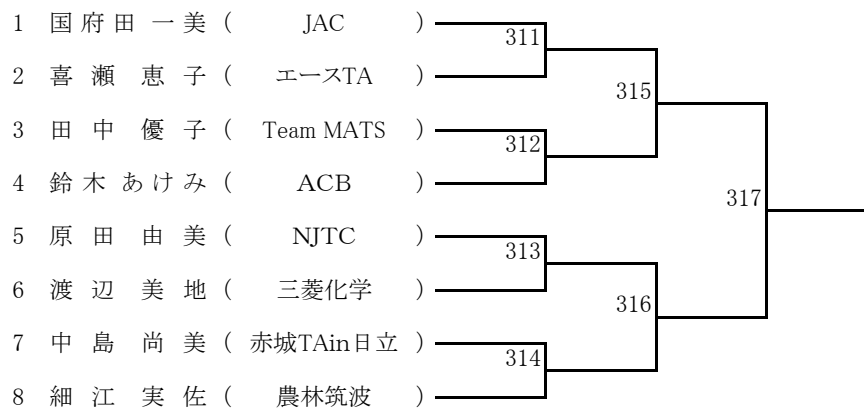 1 国府田 一美 ( JAC )
311
2 喜瀬 恵子 ( エースTA )
315
3 田中 優子 ( Team MATS )
312
4 鈴木 あけみ ( ACB )
317
5 原田 由美 ( NJTC )
313
6 渡辺 美地 ( 三菱化学 )
316
7 中島 尚美 ( 赤城TAin日立 )
314
8 細江 実佐 ( 農林筑波 )